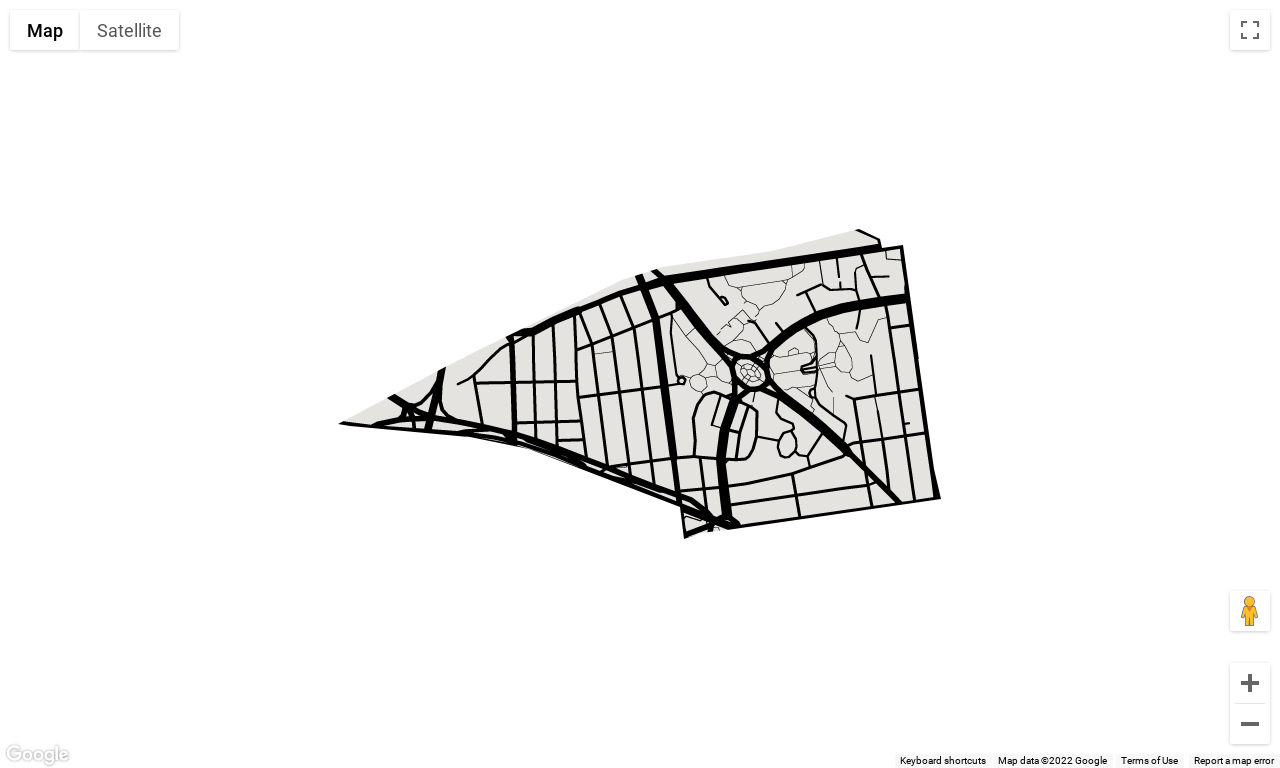 Map Satellite
Google
Keyboard shortcuts Map data ©2022 Google Terms of Use Report a map error